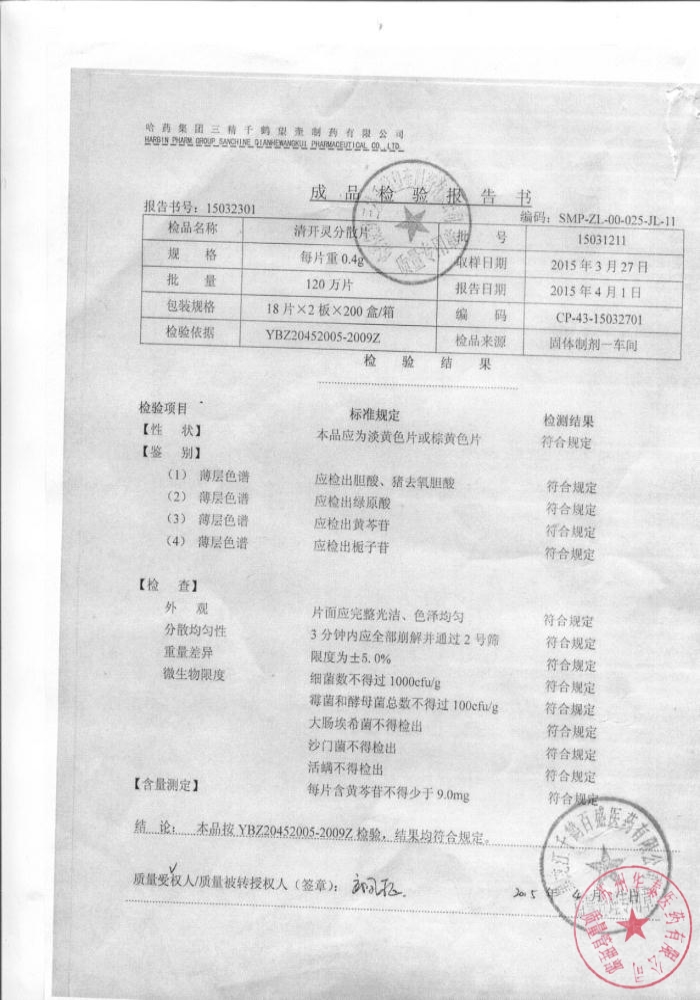 哈药集团三精千鹤望奎制药有限公司
HARBIN PHARM. GROUP SANCHINE QIANHEWANGKUI PHARMACEUTICAL CO., LTD.
成品检验报告书
报告书号：15032301 编码：SMP-ZL-00-025-JL-11
检品名称 清开灵分散片 批号 15031211
规格 每片重0.4g 取样日期 2015年3月27日
批量 120万片 报告日期 2015年4月1日
包装规格 18片×2板×200盒/箱 编码 CP-43-15032701
检验依据 YBZ20452005-2009Z 检品来源 固体制剂一车间
检验结果
检验项目 标准规定 检测结果
【性状】 本品应为淡黄色片或棕黄色片 符合规定
【鉴别】
（1）薄层色谱 应检出胆酸、猪去氧胆酸 符合规定
（2）薄层色谱 应检出绿原酸 符合规定
（3）薄层色谱 应检出黄芩苷 符合规定
（4）薄层色谱 应检出栀子苷 符合规定
【检查】
外观 片面应完整光洁、色泽均匀 符合规定
分散均匀性 3分钟内应全部崩解并通过2号筛 符合规定
重量差异 限度为±5.0% 符合规定
微生物限度 细菌数不得过1000cfu/g 符合规定
霉菌和酵母菌总数不得过100cfu/g 符合规定
大肠埃希菌不得检出 符合规定
沙门菌不得检出 符合规定
活螨不得检出 符合规定
【含量测定】 每片含黄芩苷不得少于9.0mg 符合规定
结论： 本品按YBZ20452005-2009Z检验，结果均符合规定。
质量受权人/质量被转授权人（签章）： 2015 4月 日
医药有限公司
质量管理部